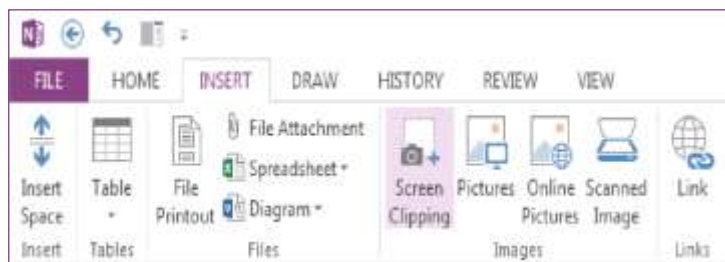 FILE HOME INSERT DRAW HISTORY REVIEW VIEW
Insert Space
Table
File Printout
File Attachment
Spreadsheet
Diagram
Screen Clipping
Pictures
Online Pictures
Scanned Image
Link
Insert Tables Files Images Links